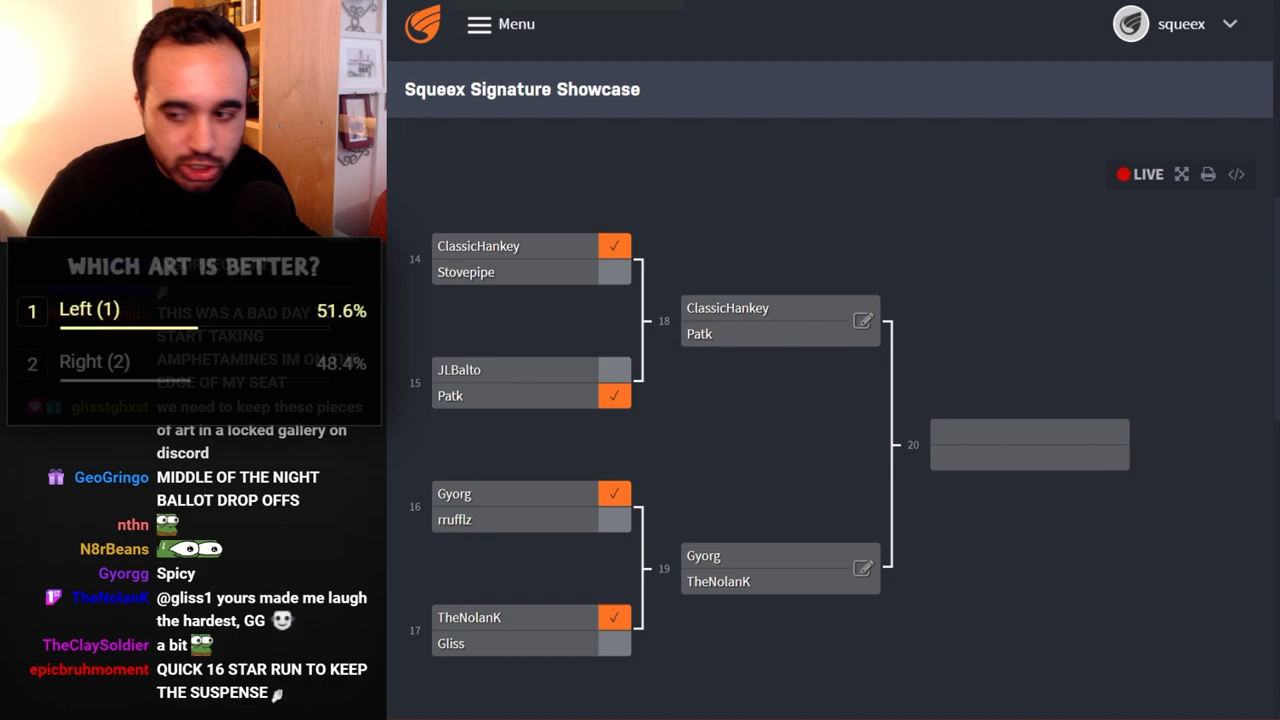 Menu
squeex
Squeex Signature Showcase
LIVE
WHICH ART IS BETTER?
1 Left (1) 51.6%
2 Right (2) 48.4%
THIS WAS A BAD DAY
START TAKING
AMPHETAMINES IM ON THE
EDGE OF MY SEAT
ghxstghxst we need to keep these pieces
of art in a locked gallery on
discord
GeoGringo MIDDLE OF THE NIGHT
BALLOT DROP OFFS
nthn
N8rBeans
Gyorgg Spicy
1st TheNolanK @gliss1 yours made me laugh
the hardest, GG
TheClaySoldier a bit
epicbruhmoment QUICK 16 STAR RUN TO KEEP
THE SUSPENSE
14
ClassicHankey
Stovepipe
15
JLBalto
Patk
16
Gyorg
rrufflz
17
TheNolanK
Gliss
18
ClassicHankey
Patk
19
Gyorg
TheNolanK
20